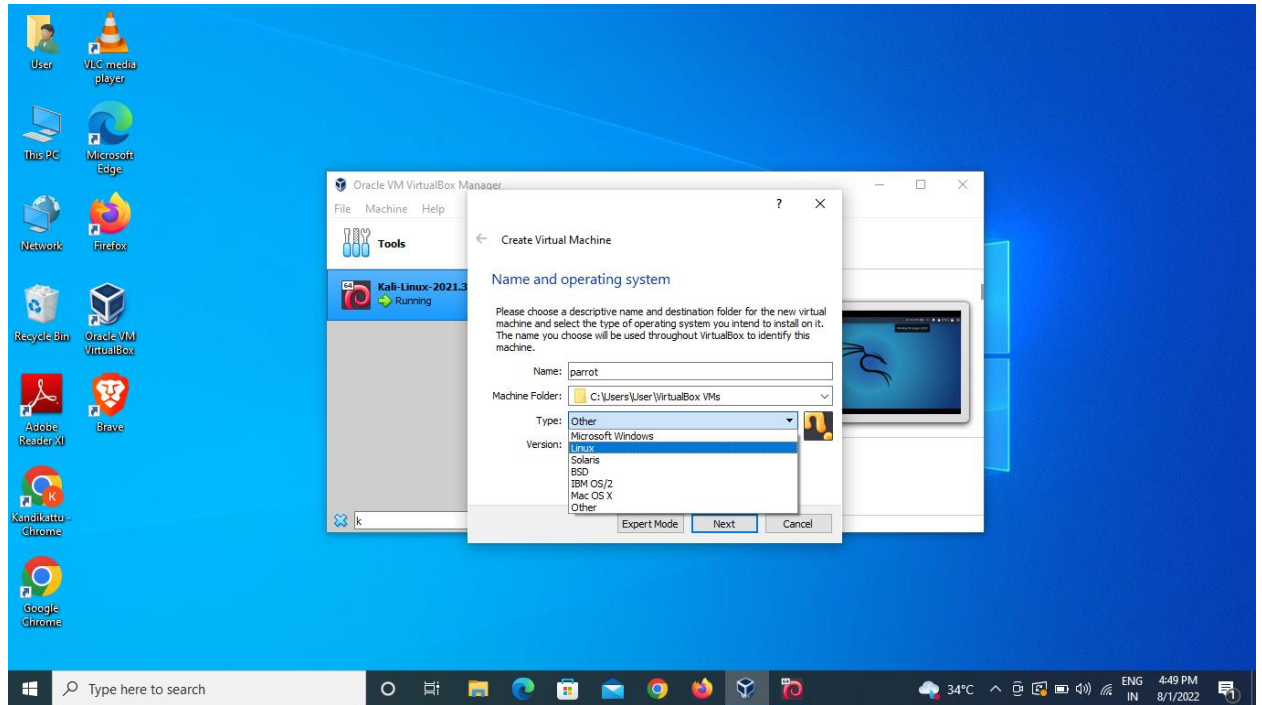 User
VLC media
player
This PC
Microsoft
Edge
Network
Firefox
Recycle Bin
Oracle VM
VirtualBox
Adobe
Reader XI
Brave
Kandikattu -
Chrome
Google
Chrome
Oracle VM VirtualBox Manager
File Machine Help
Tools
64
Kali-Linux-2021.3
Running
k
? 
Create Virtual Machine
Name and operating system
Please choose a descriptive name and destination folder for the new virtual
machine and select the type of operating system you intend to install on it.
The name you choose will be used throughout VirtualBox to identify this
machine.
Name: parrot
Machine Folder: C:\Users\User\VirtualBox VMs
Type: Other
Microsoft Windows
Version: Linux
Solaris
BSD
IBM OS/2
Mac OS X
Other
Expert Mode Next Cancel
Type here to search
34°C
ENG
IN
4:49 PM
8/1/2022
1